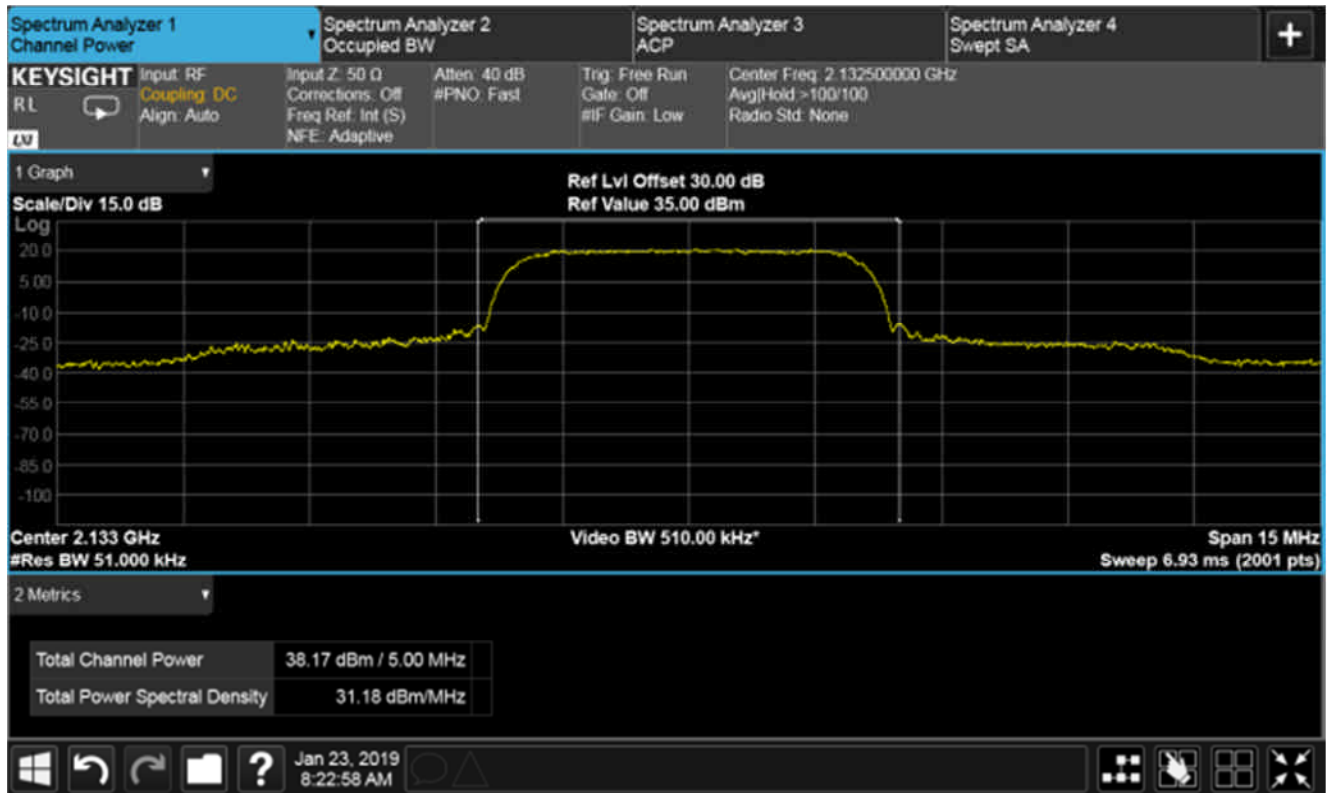 Spectrum Analyzer 1
Channel Power
Spectrum Analyzer 2
Occupied BW
Spectrum Analyzer 3
ACP
Spectrum Analyzer 4
Swept SA
+
KEYSIGHT
R L
LXI
Input: RF
Coupling: DC
Align: Auto
Input Z: 50 Ω
Corrections: Off
Freq Ref: Int (S)
NFE: Adaptive
Atten: 40 dB
#PNO: Fast
Trig: Free Run
Gate: Off
#IF Gain: Low
Center Freq: 2.132500000 GHz
Avg|Hold:>100/100
Radio Std: None
1 Graph
Scale/Div 15.0 dB
Ref Lvl Offset 30.00 dB
Ref Value 35.00 dBm
Log
20.0
5.00
-10.0
-25.0
-40.0
-55.0
-70.0
-85.0
-100
Center 2.133 GHz
#Res BW 51.000 kHz
Video BW 510.00 kHz*
Span 15 MHz
Sweep 6.93 ms (2001 pts)
2 Metrics
Total Channel Power 38.17 dBm / 5.00 MHz
Total Power Spectral Density 31.18 dBm/MHz
?
Jan 23, 2019
8:22:58 AM